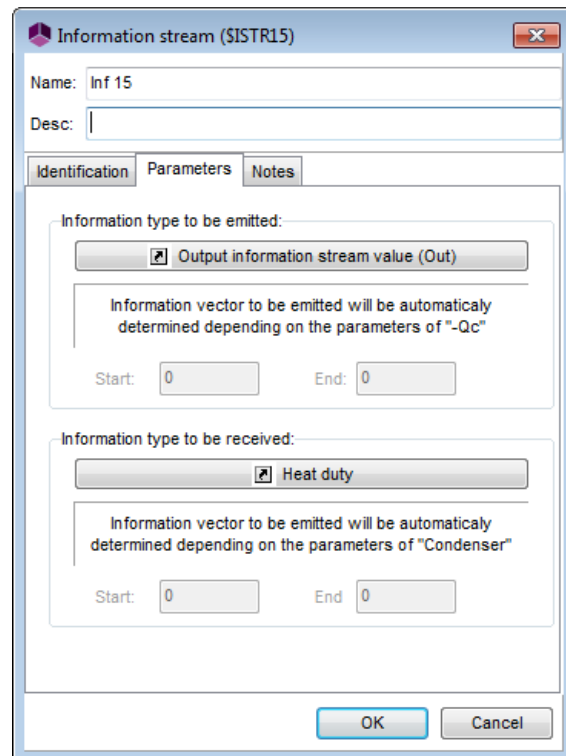 Information stream ($ISTR15)
Name: Inf 15
Desc:
Identification Parameters Notes
Information type to be emitted:
Output information stream value (Out)
Information vector to be emitted will be automaticaly
determined depending on the parameters of "-Qc"
Start: 0 End: 0
Information type to be received:
Heat duty
Information vector to be emitted will be automaticaly
determined depending on the parameters of "Condenser"
Start: 0 End 0
OK Cancel